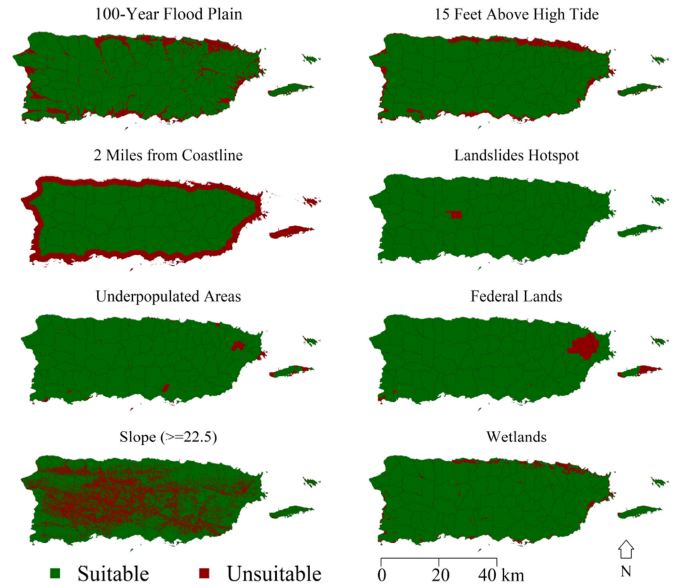 100-Year Flood Plain
15 Feet Above High Tide
2 Miles from Coastline
Landslides Hotspot
Underpopulated Areas
Federal Lands
Slope (>=22.5)
Wetlands
Suitable
Unsuitable
0 20 40 km
N